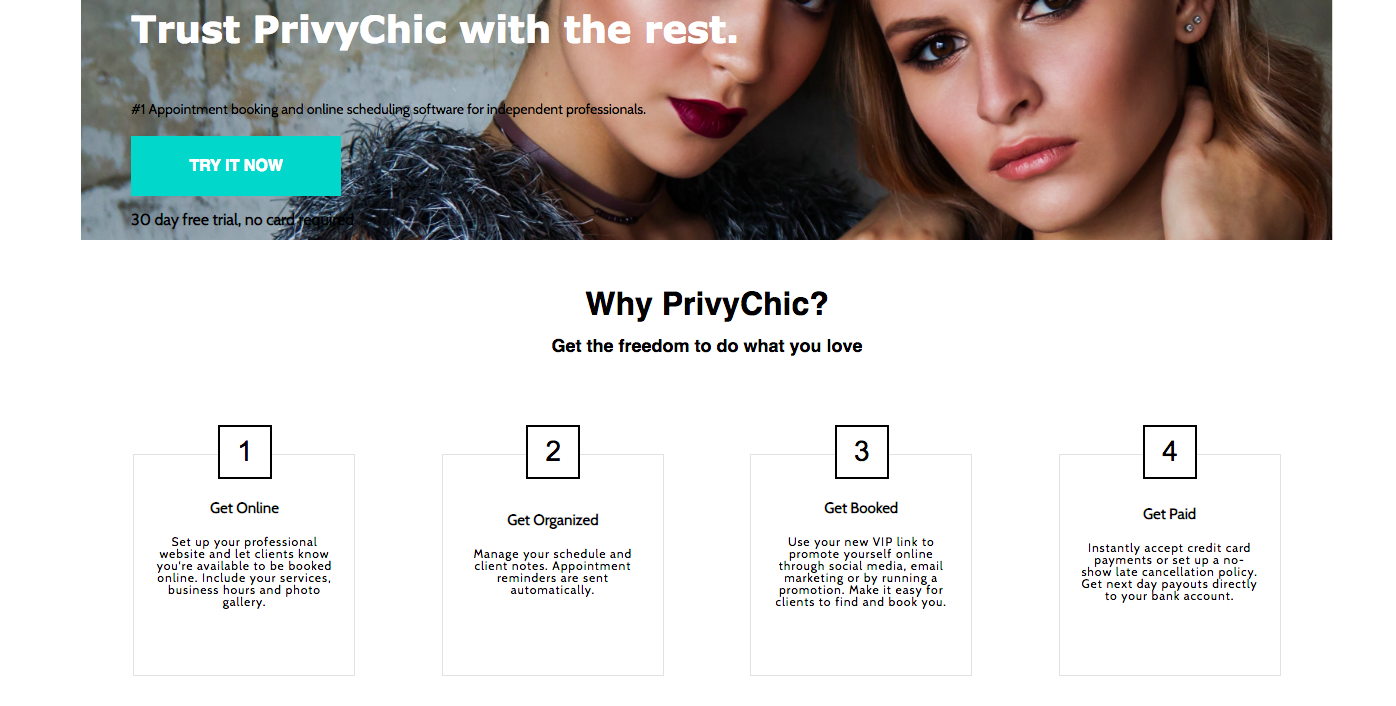 Trust PrivyChic with the rest.
#1 Appointment booking and online scheduling software for independent professionals.
TRY IT NOW
30 day free trial, no card required
Why PrivyChic?
Get the freedom to do what you love
1
Get Online
Set up your professional
website and let clients know
you're available to be booked
online. Include your services,
business hours and photo
gallery.
2
Get Organized
Manage your schedule and
client notes. Appointment
reminders are sent
automatically.
3
Get Booked
Use your new VIP link to
promote yourself online
through social media, email
marketing or by running a
promotion. Make it easy for
clients to find and book you.
4
Get Paid
Instantly accept credit card
payments or set up a no-
show late cancellation policy.
Get next day payouts directly
to your bank account.